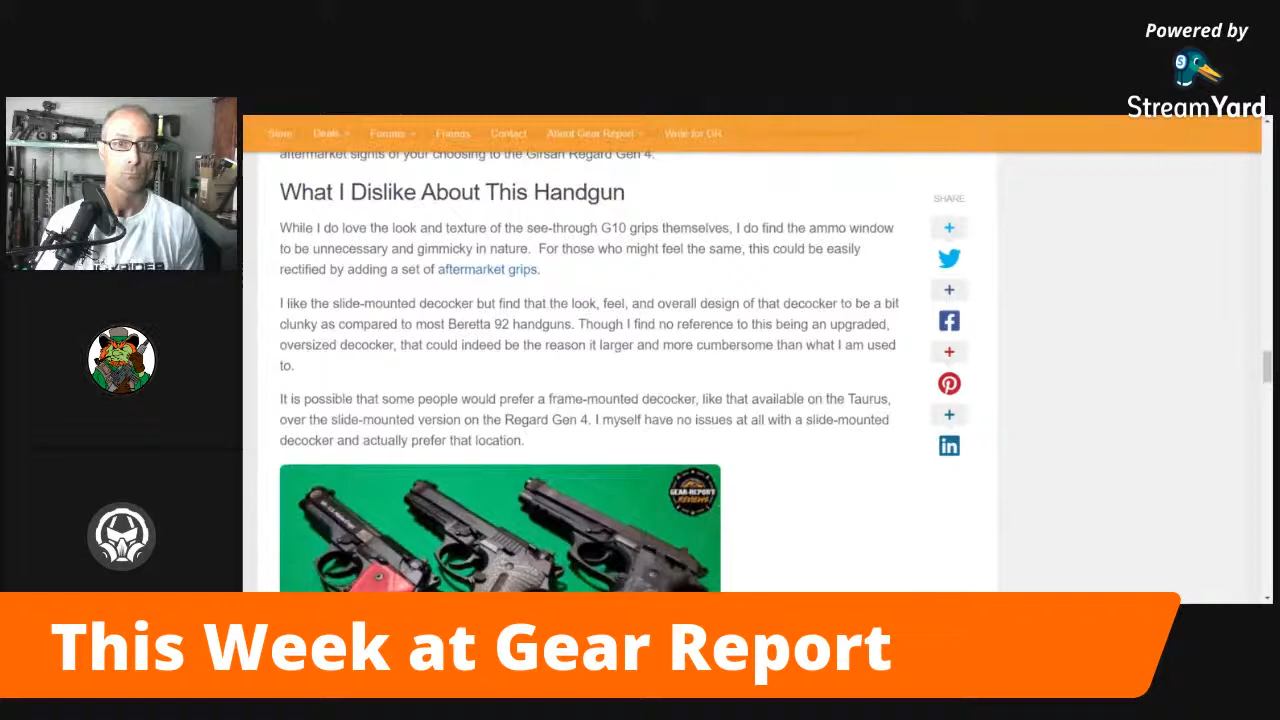 Powered by
StreamYard
Store Deals Forums Friends Contact About Gear Report Write for GR
aftermarket sights of your choosing to the Girsan Regard Gen 4.
What I Dislike About This Handgun
SHARE
While I do love the look and texture of the see-through G10 grips themselves, I do find the ammo window
to be unnecessary and gimmicky in nature. For those who might feel the same, this could be easily
rectified by adding a set of aftermarket grips.
I like the slide-mounted decocker but find that the look, feel, and overall design of that decocker to be a bit
clunky as compared to most Beretta 92 handguns. Though I find no reference to this being an upgraded,
oversized decocker, that could indeed be the reason it larger and more cumbersome than what I am used
to.
It is possible that some people would prefer a frame-mounted decocker, like that available on the Taurus,
over the slide-mounted version on the Regard Gen 4. I myself have no issues at all with a slide-mounted
decocker and actually prefer that location.
GEAR-REPORT
REVIEWS
This Week at Gear Report